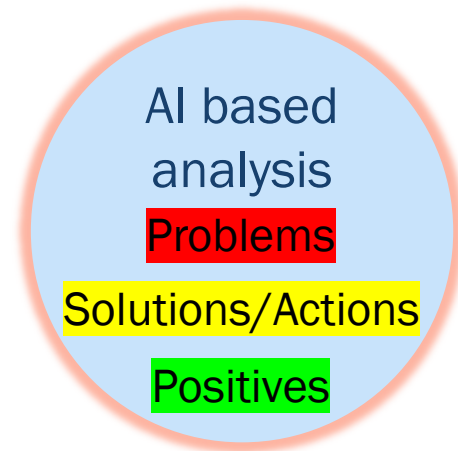 AI based
analysis
Problems
Solutions/Actions
Positives